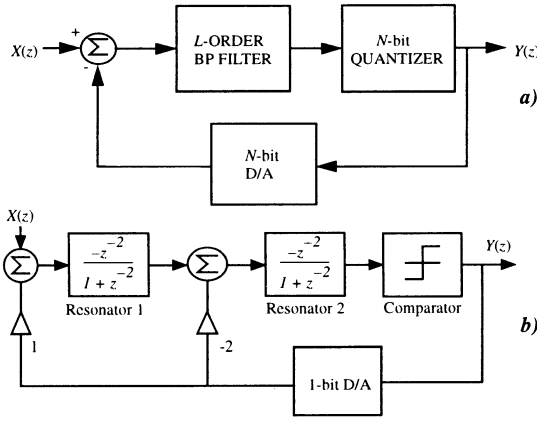 X(z)
+
Σ
-
L-ORDER
BP FILTER
N-bit
QUANTIZER
Y(z)
a)
N-bit
D/A
X(z)
Σ
-z^-2
1 + z^-2
Resonator 1
Σ
-z^-2
1 + z^-2
Resonator 2
Comparator
Y(z)
b)
1
-2
1-bit D/A